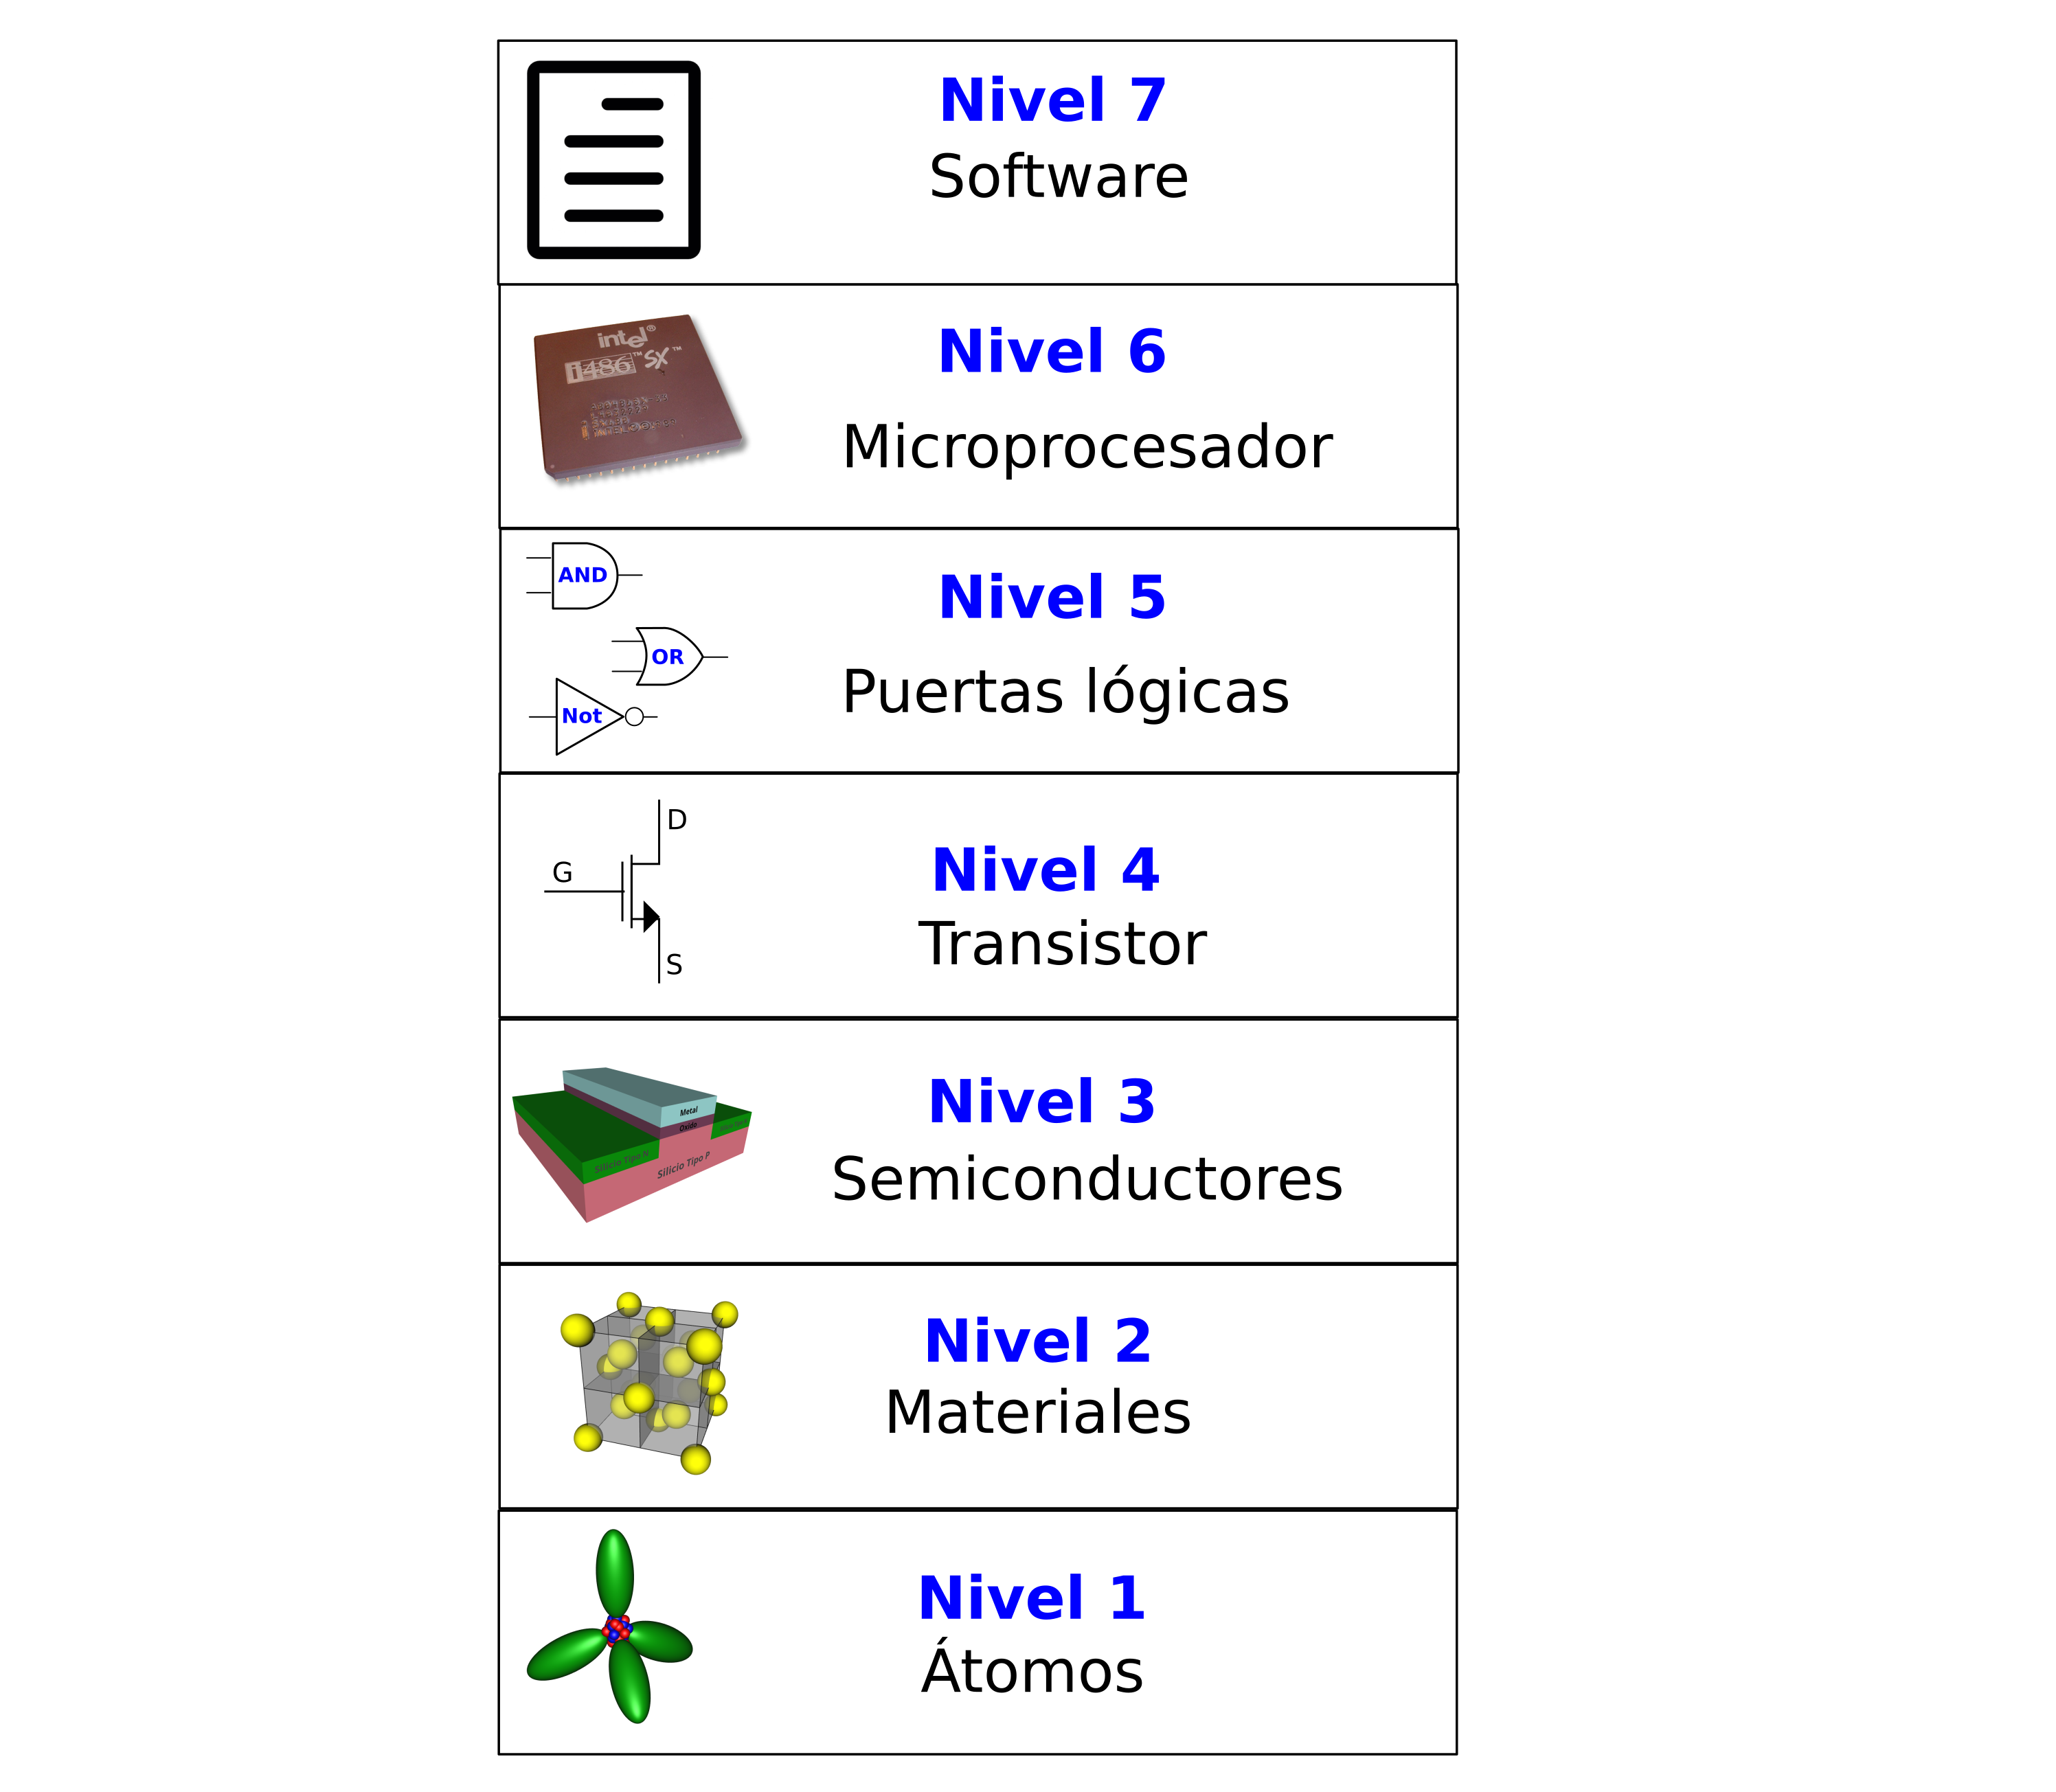 Nivel 7
Software
intel®
i486™ SX™
Nivel 6
Microprocesador
AND
OR
Not
Nivel 5
Puertas lógicas
D
G
S
Nivel 4
Transistor
Metal
Oxido
Silicio Tipo N
Silicio Tipo P
Nivel 3
Semiconductores
Nivel 2
Materiales
Nivel 1
Átomos